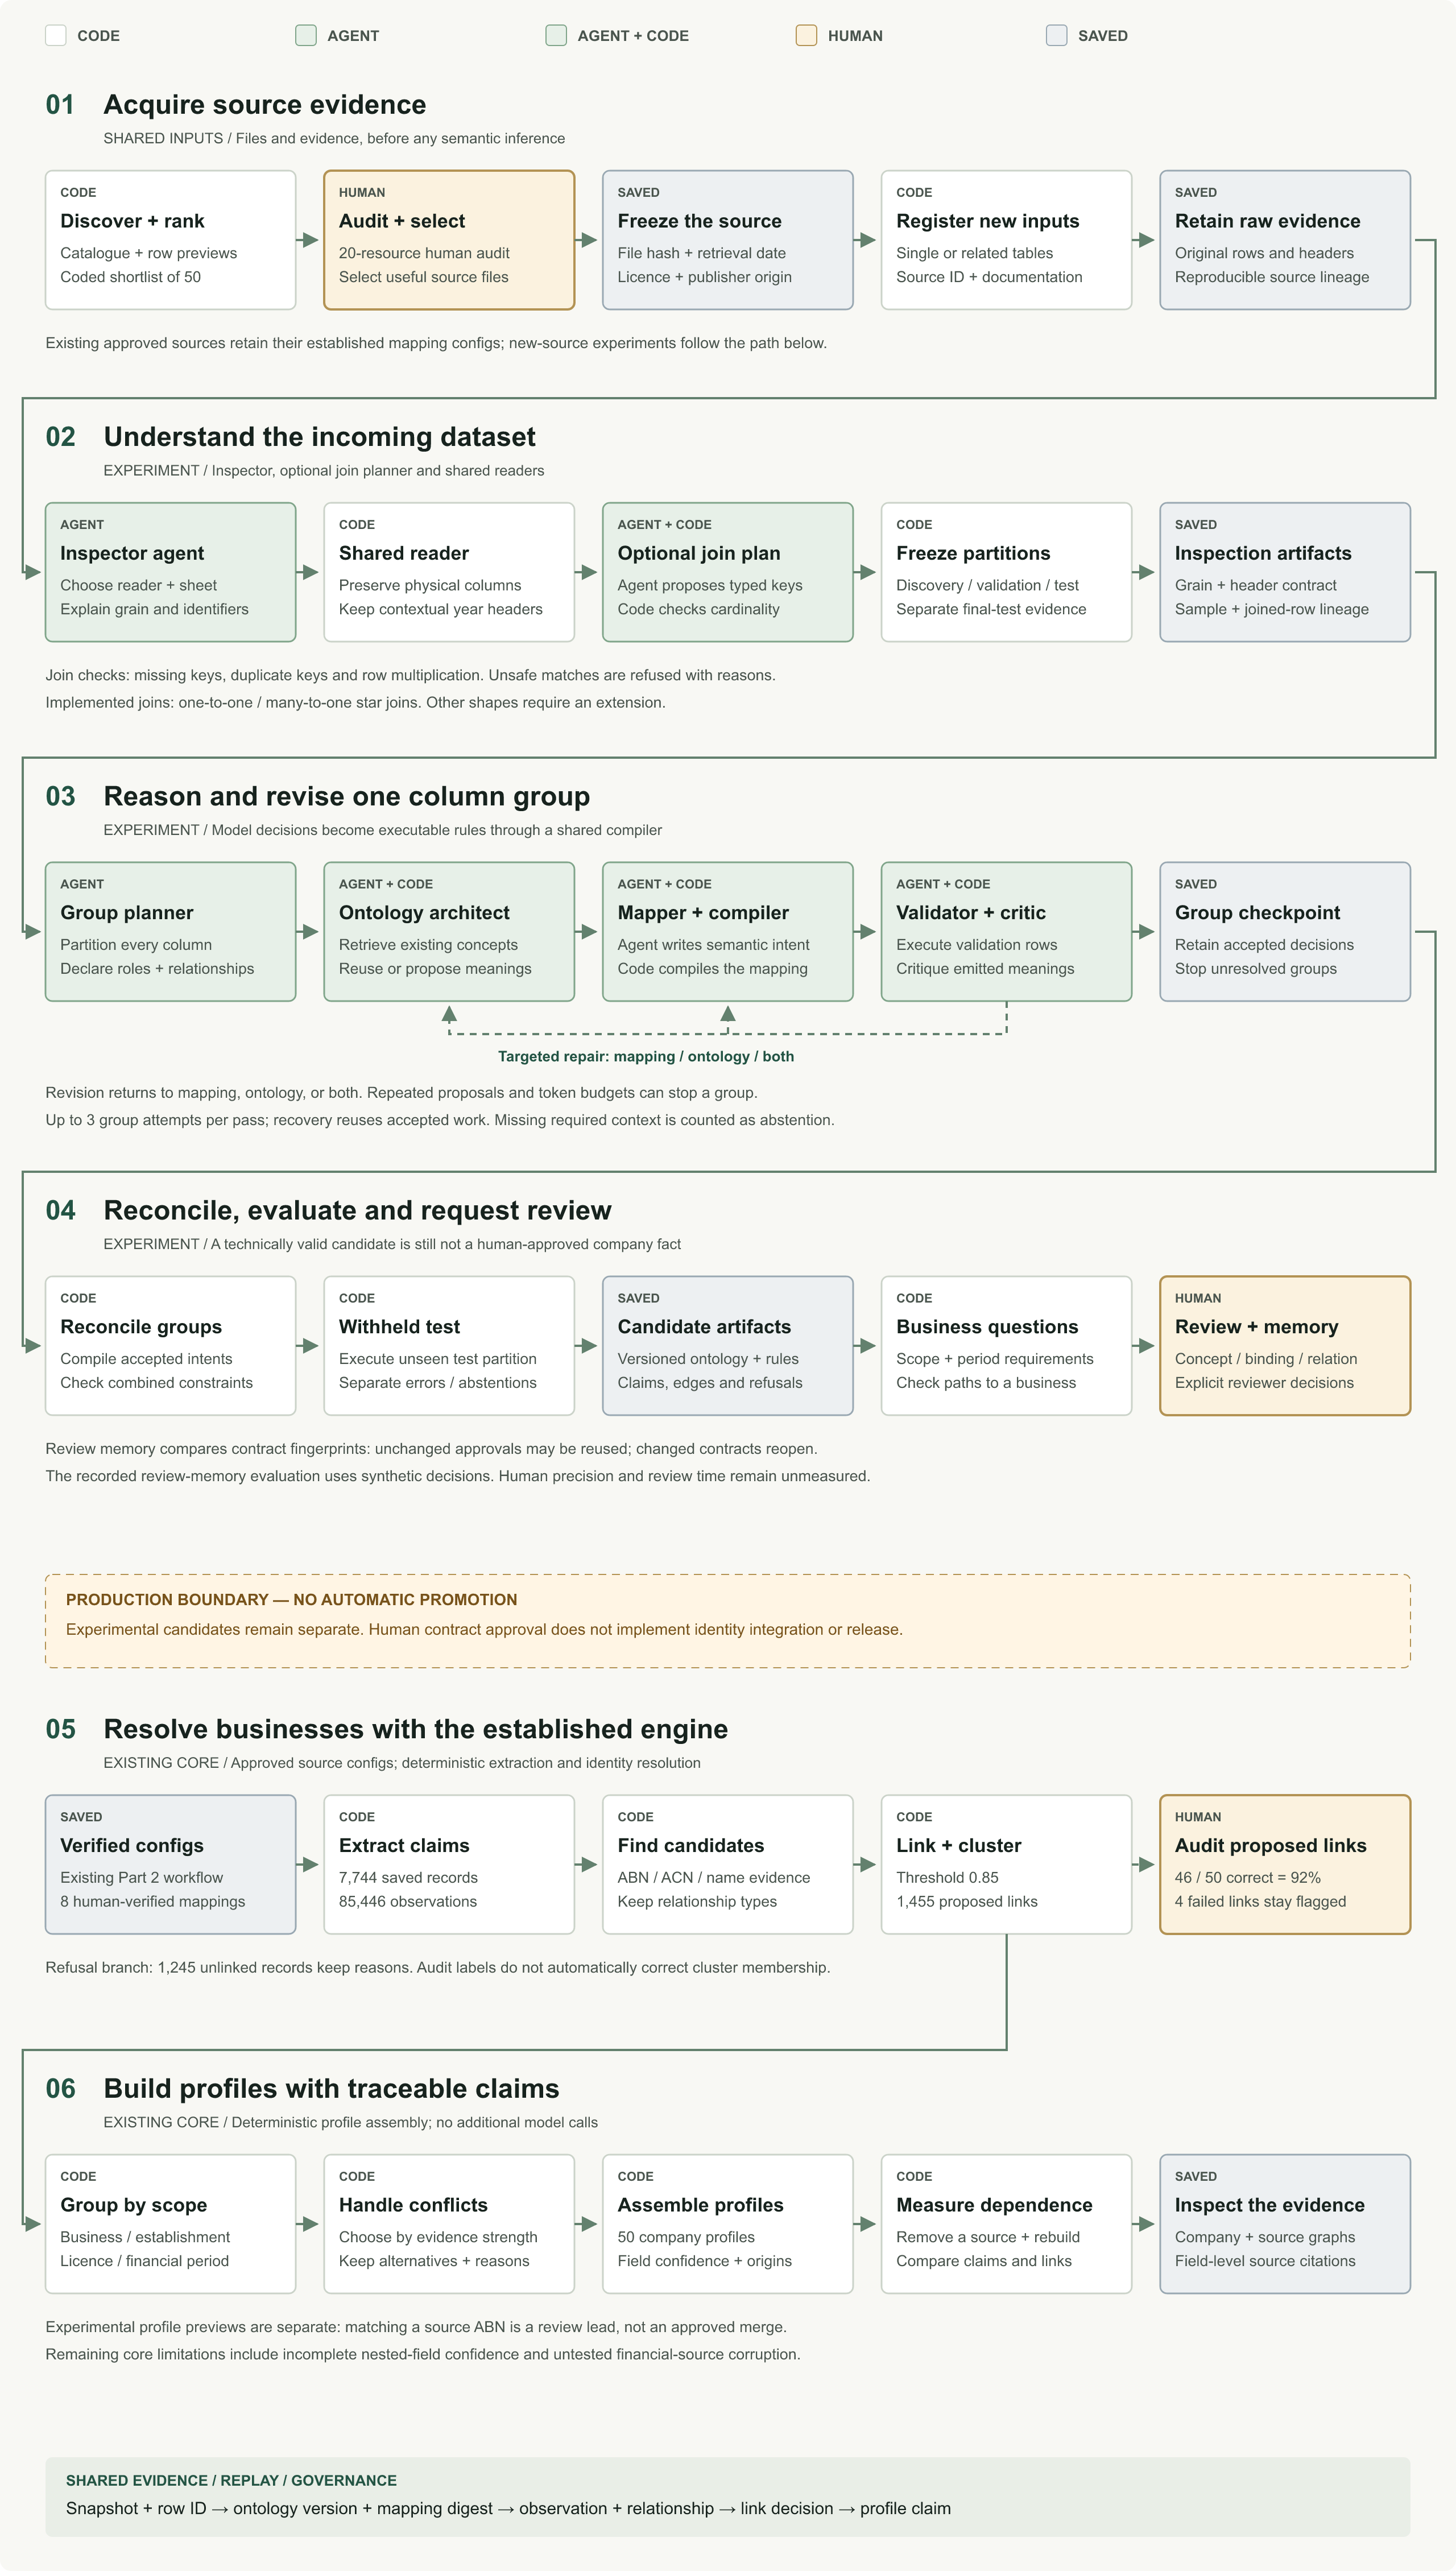 CODE
AGENT
AGENT + CODE
HUMAN
SAVED
01 Acquire source evidence
SHARED INPUTS / Files and evidence, before any semantic inference
CODE
Discover + rank
Catalogue + row previews
Coded shortlist of 50
HUMAN
Audit + select
20-resource human audit
Select useful source files
SAVED
Freeze the source
File hash + retrieval date
Licence + publisher origin
CODE
Register new inputs
Single or related tables
Source ID + documentation
SAVED
Retain raw evidence
Original rows and headers
Reproducible source lineage
Existing approved sources retain their established mapping configs; new-source experiments follow the path below.
02 Understand the incoming dataset
EXPERIMENT / Inspector, optional join planner and shared readers
AGENT
Inspector agent
Choose reader + sheet
Explain grain and identifiers
CODE
Shared reader
Preserve physical columns
Keep contextual year headers
AGENT + CODE
Optional join plan
Agent proposes typed keys
Code checks cardinality
CODE
Freeze partitions
Discovery / validation / test
Separate final-test evidence
SAVED
Inspection artifacts
Grain + header contract
Sample + joined-row lineage
Join checks: missing keys, duplicate keys and row multiplication. Unsafe matches are refused with reasons.
Implemented joins: one-to-one / many-to-one star joins. Other shapes require an extension.
03 Reason and revise one column group
EXPERIMENT / Model decisions become executable rules through a shared compiler
AGENT
Group planner
Partition every column
Declare roles + relationships
AGENT + CODE
Ontology architect
Retrieve existing concepts
Reuse or propose meanings
AGENT + CODE
Mapper + compiler
Agent writes semantic intent
Code compiles the mapping
AGENT + CODE
Validator + critic
Execute validation rows
Critique emitted meanings
SAVED
Group checkpoint
Retain accepted decisions
Stop unresolved groups
Targeted repair: mapping / ontology / both
Revision returns to mapping, ontology, or both. Repeated proposals and token budgets can stop a group.
Up to 3 group attempts per pass; recovery reuses accepted work. Missing required context is counted as abstention.
04 Reconcile, evaluate and request review
EXPERIMENT / A technically valid candidate is still not a human-approved company fact
CODE
Reconcile groups
Compile accepted intents
Check combined constraints
CODE
Withheld test
Execute unseen test partition
Separate errors / abstentions
SAVED
Candidate artifacts
Versioned ontology + rules
Claims, edges and refusals
CODE
Business questions
Scope + period requirements
Check paths to a business
HUMAN
Review + memory
Concept / binding / relation
Explicit reviewer decisions
Review memory compares contract fingerprints: unchanged approvals may be reused; changed contracts reopen.
The recorded review-memory evaluation uses synthetic decisions. Human precision and review time remain unmeasured.
PRODUCTION BOUNDARY — NO AUTOMATIC PROMOTION
Experimental candidates remain separate. Human contract approval does not implement identity integration or release.
05 Resolve businesses with the established engine
EXISTING CORE / Approved source configs; deterministic extraction and identity resolution
SAVED
Verified configs
Existing Part 2 workflow
8 human-verified mappings
CODE
Extract claims
7,744 saved records
85,446 observations
CODE
Find candidates
ABN / ACN / name evidence
Keep relationship types
CODE
Link + cluster
Threshold 0.85
1,455 proposed links
HUMAN
Audit proposed links
46 / 50 correct = 92%
4 failed links stay flagged
Refusal branch: 1,245 unlinked records keep reasons. Audit labels do not automatically correct cluster membership.
06 Build profiles with traceable claims
EXISTING CORE / Deterministic profile assembly; no additional model calls
CODE
Group by scope
Business / establishment
Licence / financial period
CODE
Handle conflicts
Choose by evidence strength
Keep alternatives + reasons
CODE
Assemble profiles
50 company profiles
Field confidence + origins
CODE
Measure dependence
Remove a source + rebuild
Compare claims and links
SAVED
Inspect the evidence
Company + source graphs
Field-level source citations
Experimental profile previews are separate: matching a source ABN is a review lead, not an approved merge.
Remaining core limitations include incomplete nested-field confidence and untested financial-source corruption.
SHARED EVIDENCE / REPLAY / GOVERNANCE
Snapshot + row ID → ontology version + mapping digest → observation + relationship → link decision → profile claim